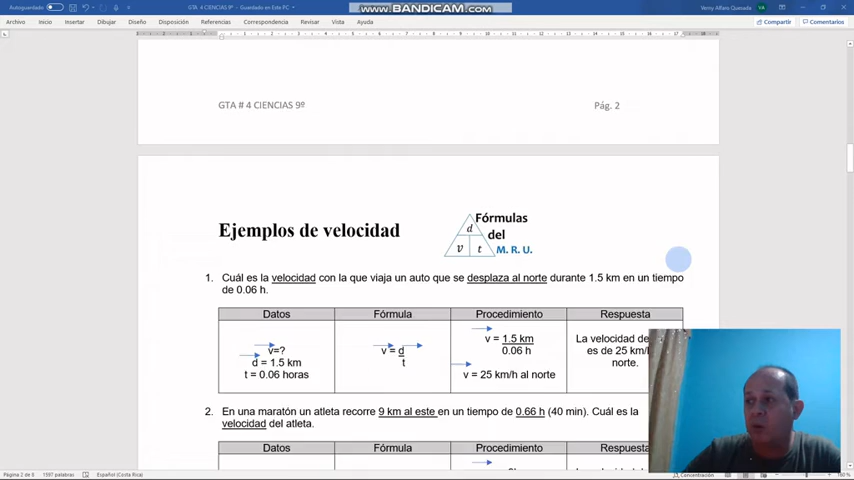 Autoguardado
GTA 4 CIENCIAS 9º - Guardado en Este PC
www.BANDICAM.com
Verny Alfaro Quesada
VA
Archivo Inicio Insertar Dibujar Diseño Disposición Referencias Correspondencia Revisar Vista Ayuda
Compartir Comentarios
GTA # 4 CIENCIAS 9º
Pág. 2
Ejemplos de velocidad
d
v t
Fórmulas
del
M. R. U.
1. Cuál es la velocidad con la que viaja un auto que se desplaza al norte durante 1.5 km en un tiempo
de 0.06 h.
Datos Fórmula Procedimiento Respuesta
v=?
d = 1.5 km
t = 0.06 horas
v = d
t
v = 1.5 km
0.06 h
v = 25 km/h al norte
La velocidad de
es de 25 km/h
norte.
2. En una maratón un atleta recorre 9 km al este en un tiempo de 0.66 h (40 min). Cuál es la
velocidad del atleta.
Datos Fórmula Procedimiento Respuesta
Página 2 de 8 1597 palabras Español (Costa Rica)
Concentración